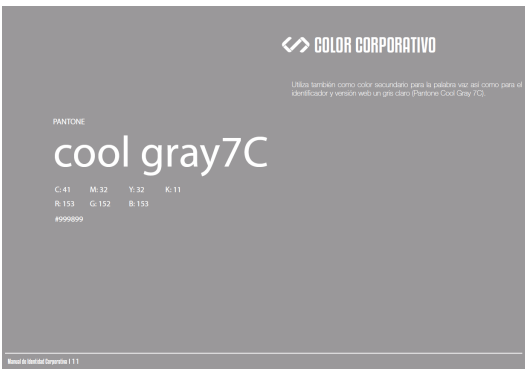 COLOR CORPORATIVO
Utiliza también como color secundario para la palabra vaz asi como para el
identificador y versión web un gris claro (Pantone Cool Gray 7C).
PANTONE
cool gray7C
C: 41 M: 32 Y: 32 K: 11
R: 153 G: 152 B: 153
#999899
Manual de Identidad Corporativa | 11